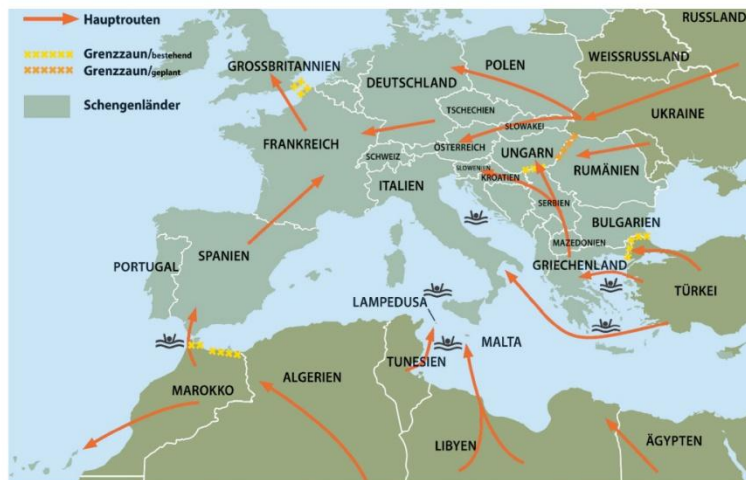 Hauptrouten
Grenzzaun/bestehend
Grenzzaun/geplant
Schengenländer
RUSSLAND
WEISSRUSSLAND
POLEN
GROSSBRITANNIEN
DEUTSCHLAND
UKRAINE
TSCHECHIEN
SLOWAKEI
FRANKREICH
ÖSTERREICH
UNGARN
SCHWEIZ
RUMÄNIEN
SLOWENIEN
KROATIEN
ITALIEN
SERBIEN
BULGARIEN
SPANIEN
MAZEDONIEN
PORTUGAL
GRIECHENLAND
TÜRKEI
LAMPEDUSA
MALTA
TUNESIEN
ALGERIEN
MAROKKO
LIBYEN
ÄGYPTEN